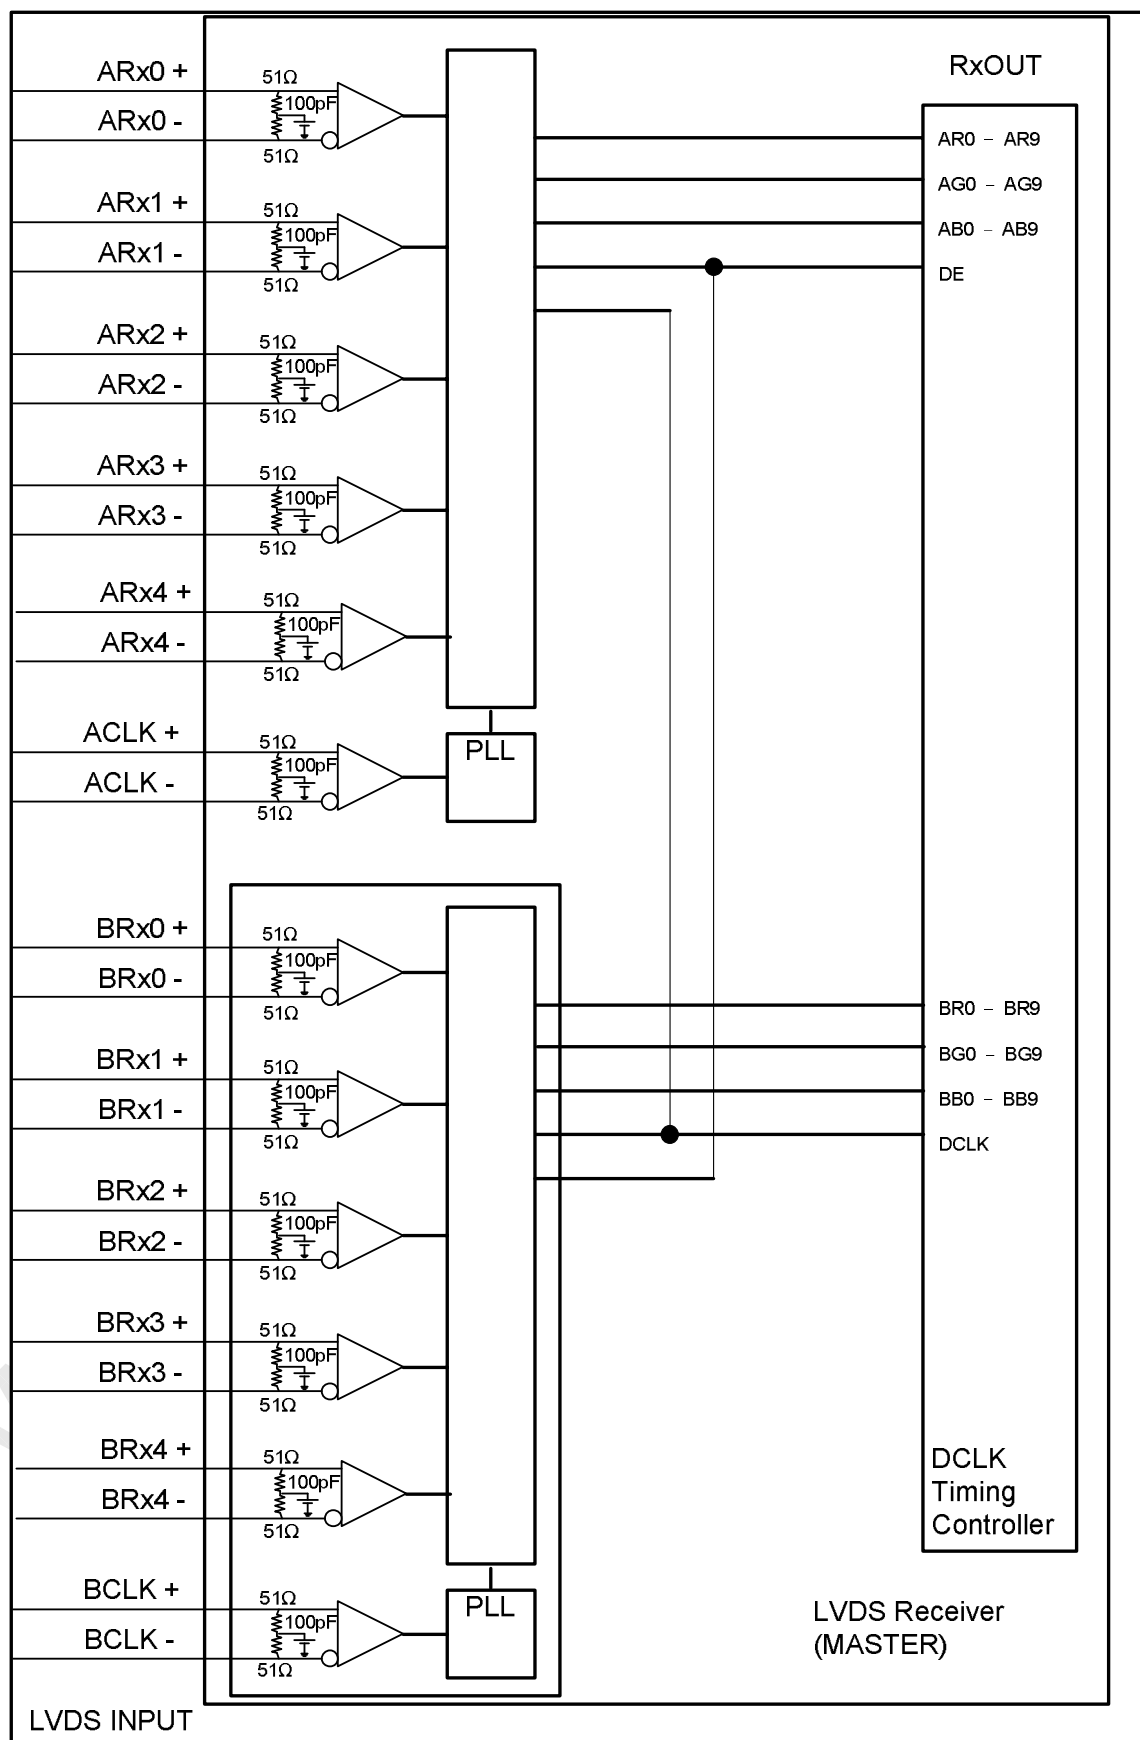 RxOUT
ARx0 +
51Ω
100pF
ARx0 -
51Ω
AR0 – AR9
AG0 – AG9
AB0 – AB9
DE
ARx1 +
51Ω
100pF
ARx1 -
51Ω
ARx2 +
51Ω
100pF
ARx2 -
51Ω
ARx3 +
51Ω
100pF
ARx3 -
51Ω
ARx4 +
51Ω
100pF
ARx4 -
51Ω
ACLK +
51Ω
100pF
ACLK -
51Ω
PLL
BRx0 +
51Ω
100pF
BRx0 -
51Ω
BR0 – BR9
BG0 – BG9
BB0 – BB9
DCLK
BRx1 +
51Ω
100pF
BRx1 -
51Ω
BRx2 +
51Ω
100pF
BRx2 -
51Ω
BRx3 +
51Ω
100pF
BRx3 -
51Ω
BRx4 +
51Ω
100pF
BRx4 -
51Ω
DCLK
Timing
Controller
BCLK +
51Ω
100pF
BCLK -
51Ω
PLL
LVDS Receiver
(MASTER)
LVDS INPUT